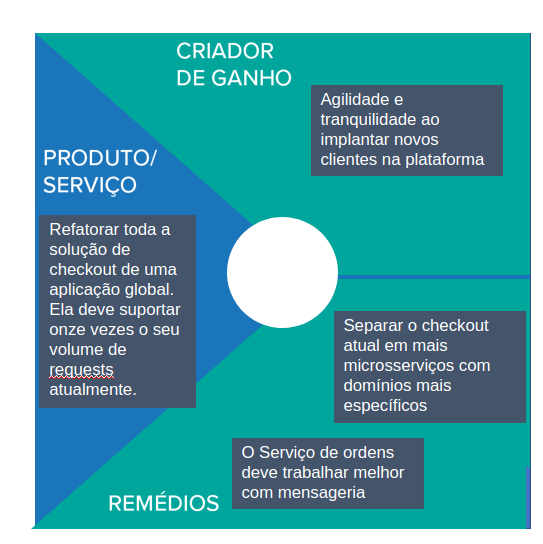 CRIADOR
DE GANHO
Agilidade e
tranquilidade ao
implantar novos
clientes na plataforma
PRODUTO/
SERVIÇO
Refatorar toda a
solução de
checkout de uma
aplicação global.
Ela deve suportar
onze vezes o seu
volume de
requests
atualmente.
Separar o checkout
atual em mais
microsserviços com
domínios mais
específicos
O Serviço de ordens
deve trabalhar melhor
com mensageria
REMÉDIOS